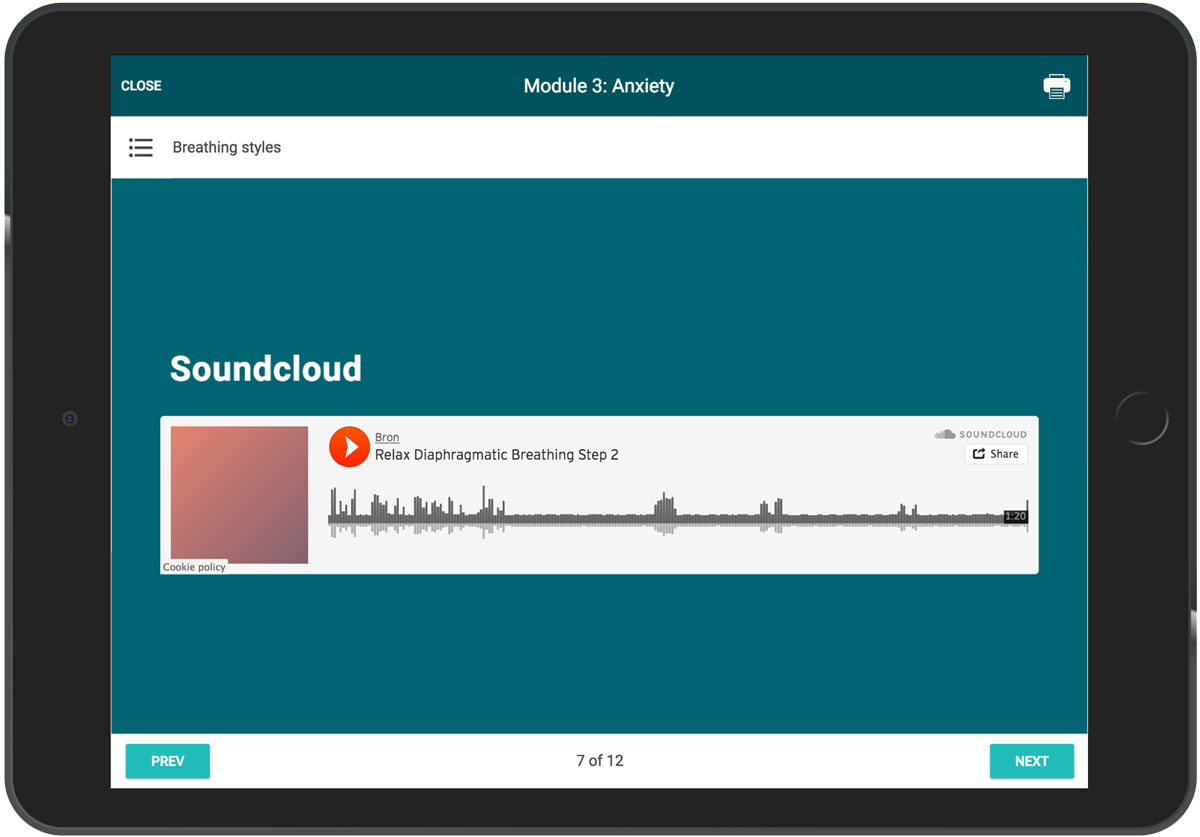 CLOSE
Module 3: Anxiety
Breathing styles
Soundcloud
Bron
SOUNDCLOUD
Relax Diaphragmatic Breathing Step 2
Share
1:20
Cookie policy
PREV
7 of 12
NEXT